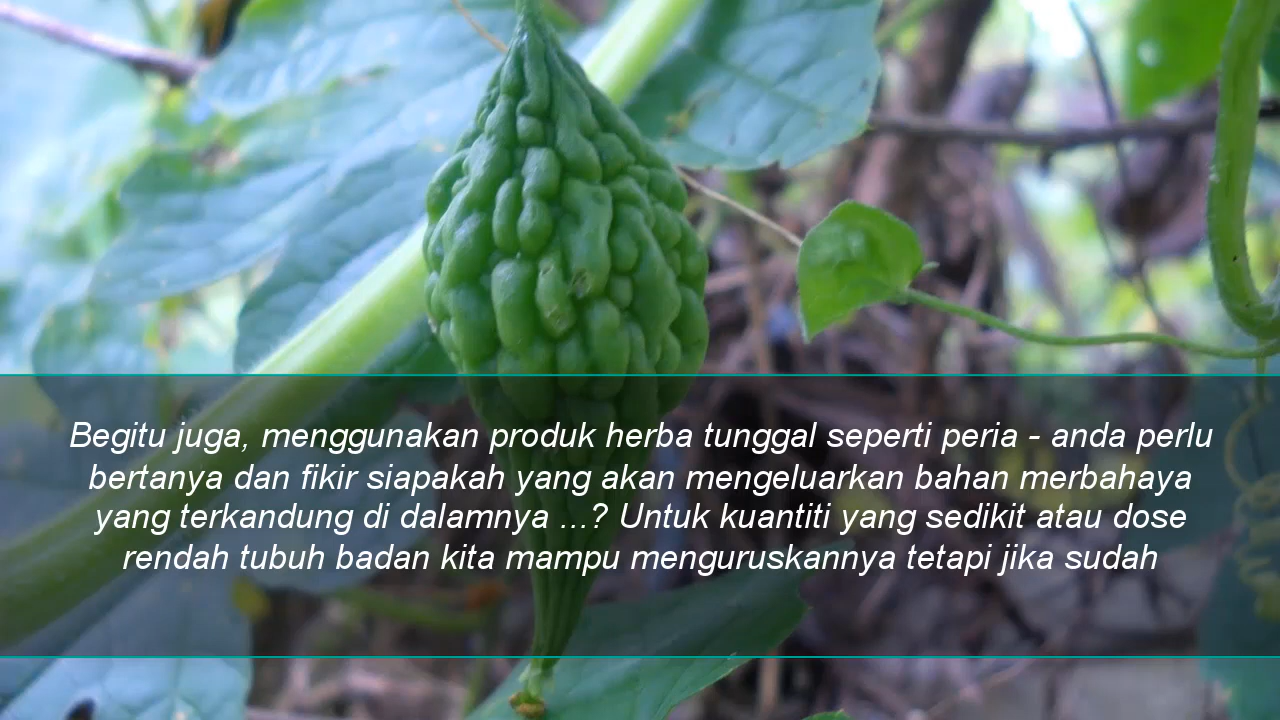 Begitu juga, menggunakan produk herba tunggal seperti peria - anda perlu
bertanya dan fikir siapakah yang akan mengeluarkan bahan merbahaya
yang terkandung di dalamnya ...? Untuk kuantiti yang sedikit atau dose
rendah tubuh badan kita mampu menguruskannya tetapi jika sudah